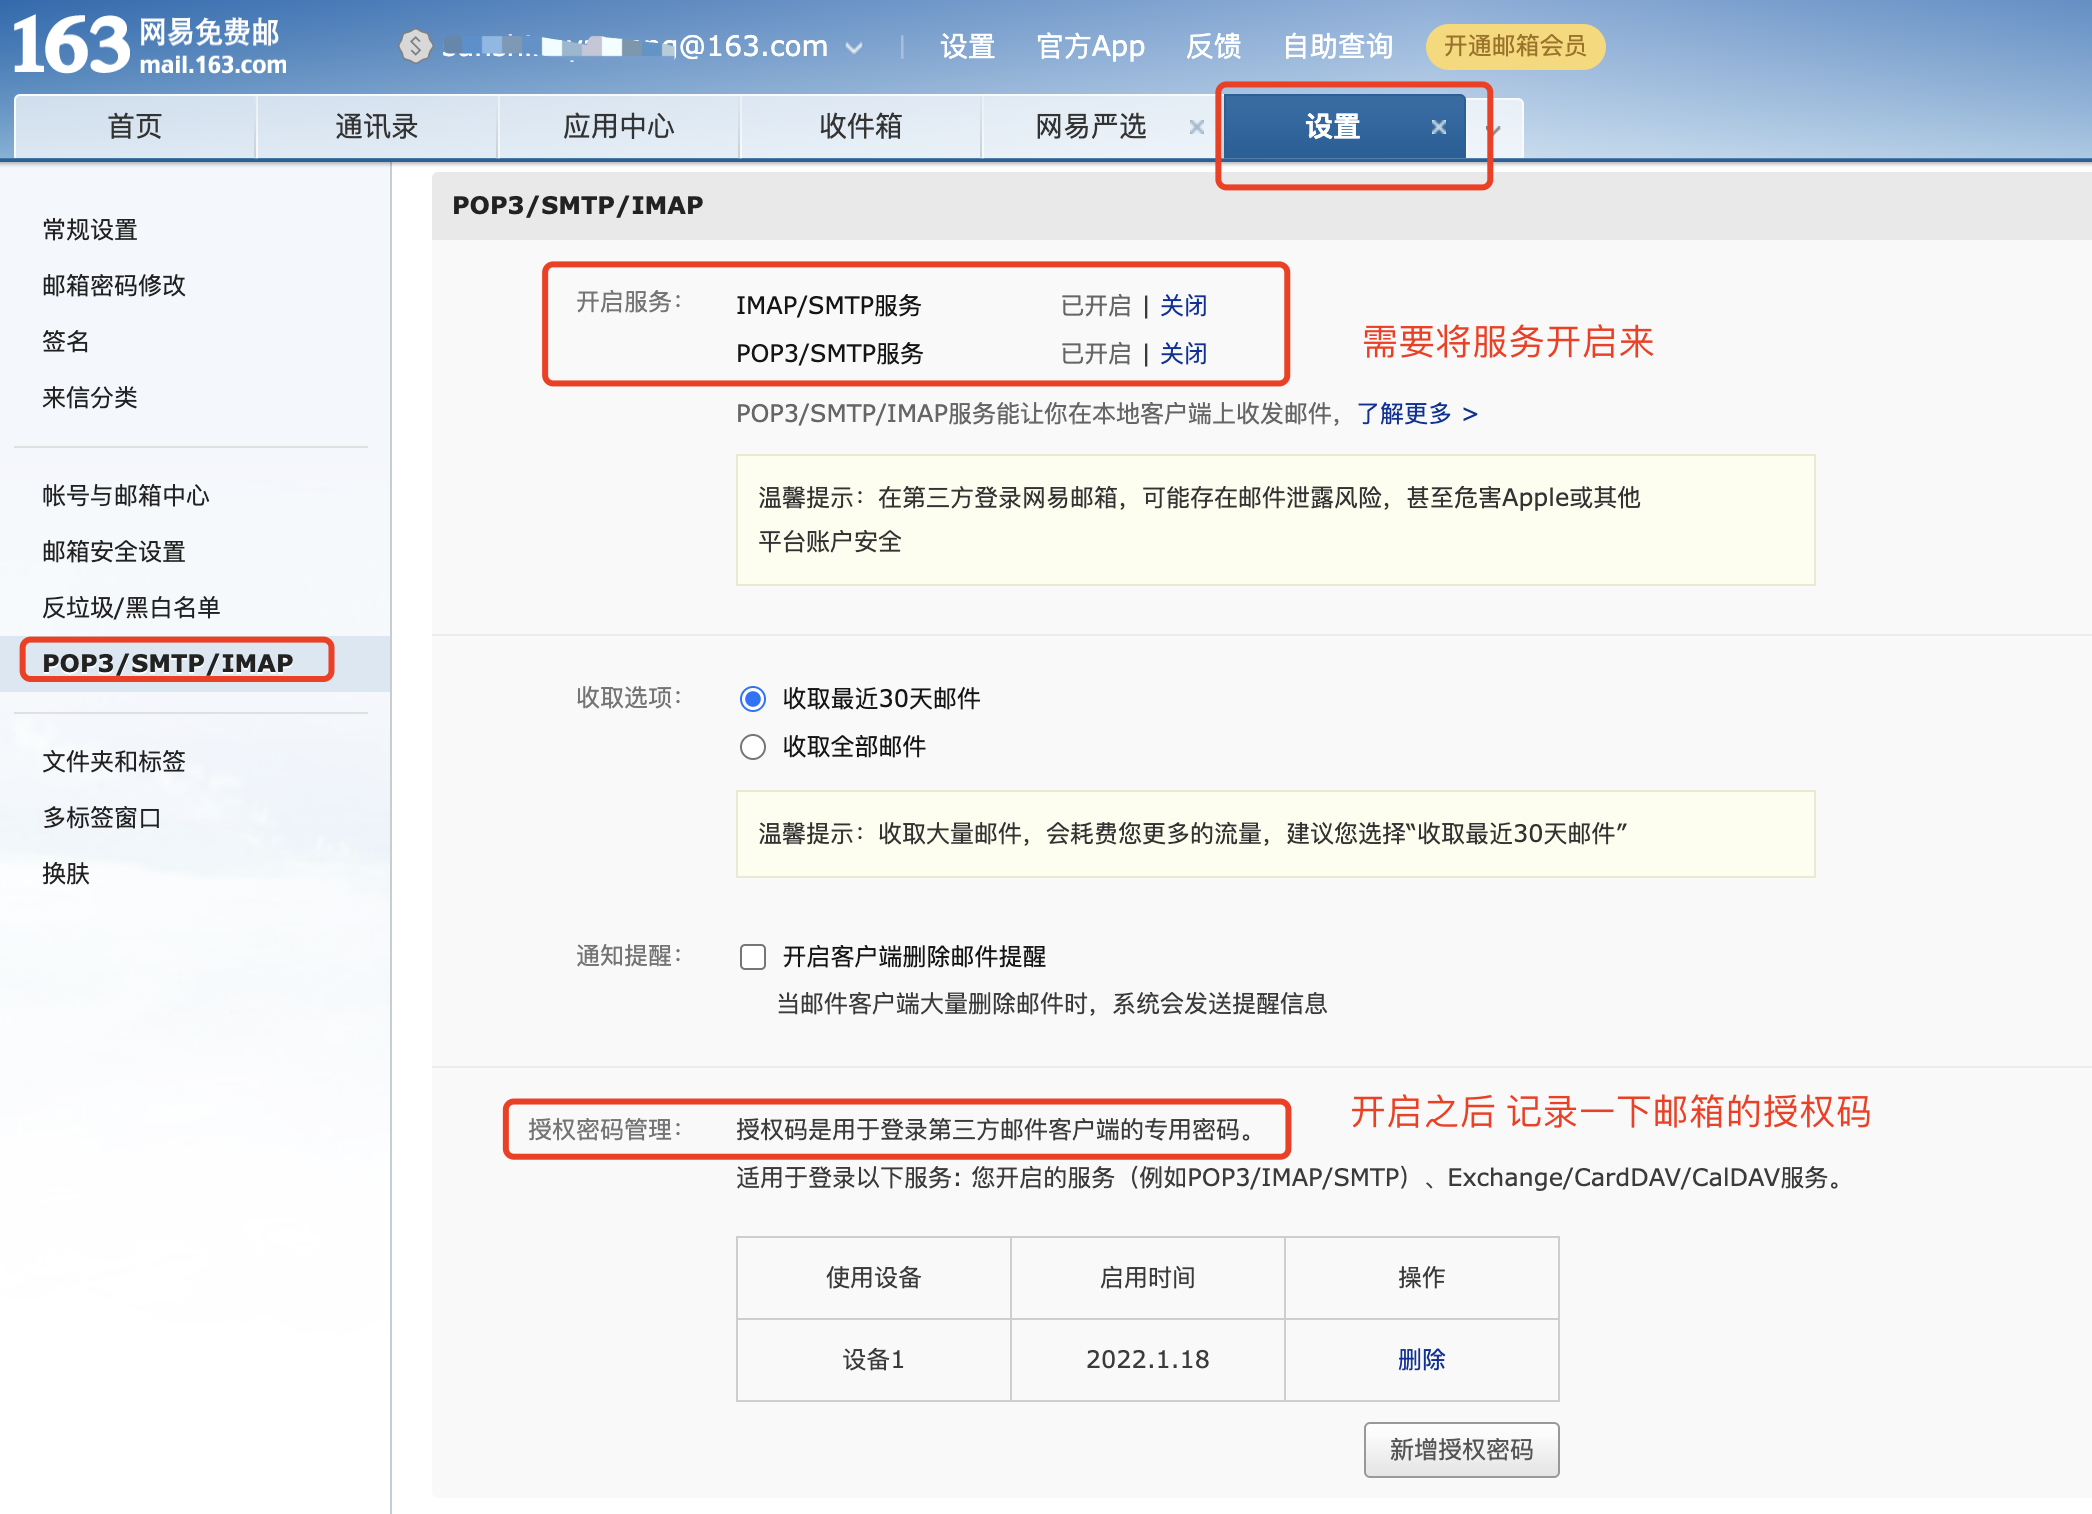 163 网易免费邮
mail.163.com
@163.com
设置 官方App 反馈 自助查询 开通邮箱会员
首页 通讯录 应用中心 收件箱 网易严选 设置
常规设置
邮箱密码修改
签名
来信分类
帐号与邮箱中心
邮箱安全设置
反垃圾/黑白名单
POP3/SMTP/IMAP
文件夹和标签
多标签窗口
换肤
POP3/SMTP/IMAP
开启服务： IMAP/SMTP服务 已开启 | 关闭
POP3/SMTP服务 已开启 | 关闭
需要将服务开启来
POP3/SMTP/IMAP服务能让你在本地客户端上收发邮件，了解更多 >
温馨提示：在第三方登录网易邮箱，可能存在邮件泄露风险，甚至危害Apple或其他
平台账户安全
收取选项： 收取最近30天邮件
收取全部邮件
温馨提示：收取大量邮件，会耗费您更多的流量，建议您选择“收取最近30天邮件”
通知提醒： 开启客户端删除邮件提醒
当邮件客户端大量删除邮件时，系统会发送提醒信息
授权密码管理： 授权码是用于登录第三方邮件客户端的专用密码。
开启之后 记录一下邮箱的授权码
适用于登录以下服务: 您开启的服务（例如POP3/IMAP/SMTP）、Exchange/CardDAV/CalDAV服务。
使用设备 启用时间 操作
设备1 2022.1.18 删除
新增授权密码